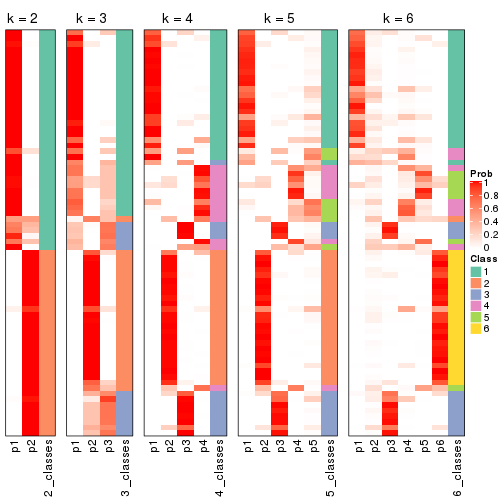 k = 2
k = 3
k = 4
k = 5
k = 6
Prob
1
0.8
0.6
0.4
0.2
0
Class
1
2
3
4
5
6
p1
p2
2_classes
p1
p2
p3
3_classes
p1
p2
p3
p4
4_classes
p1
p2
p3
p4
p5
5_classes
p1
p2
p3
p4
p5
p6
6_classes